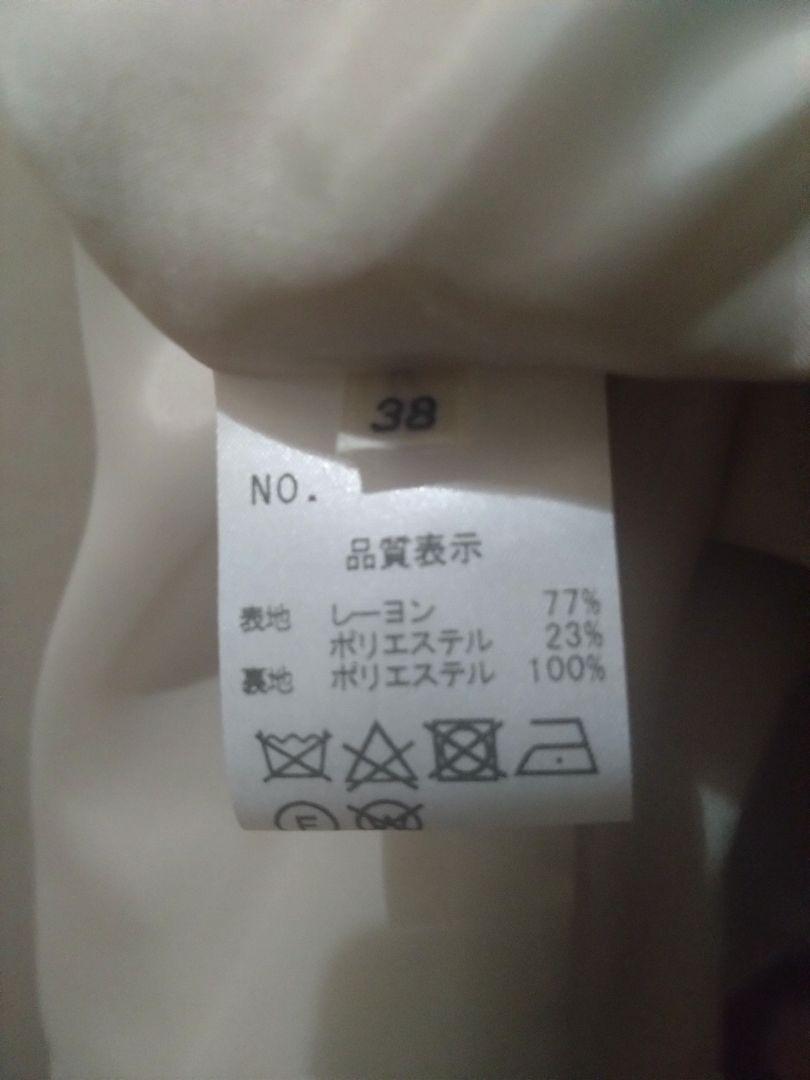 38
NO.
品質表示
表地 レーヨン 77%
ポリエステル 23%
裏地 ポリエステル 100%
F W